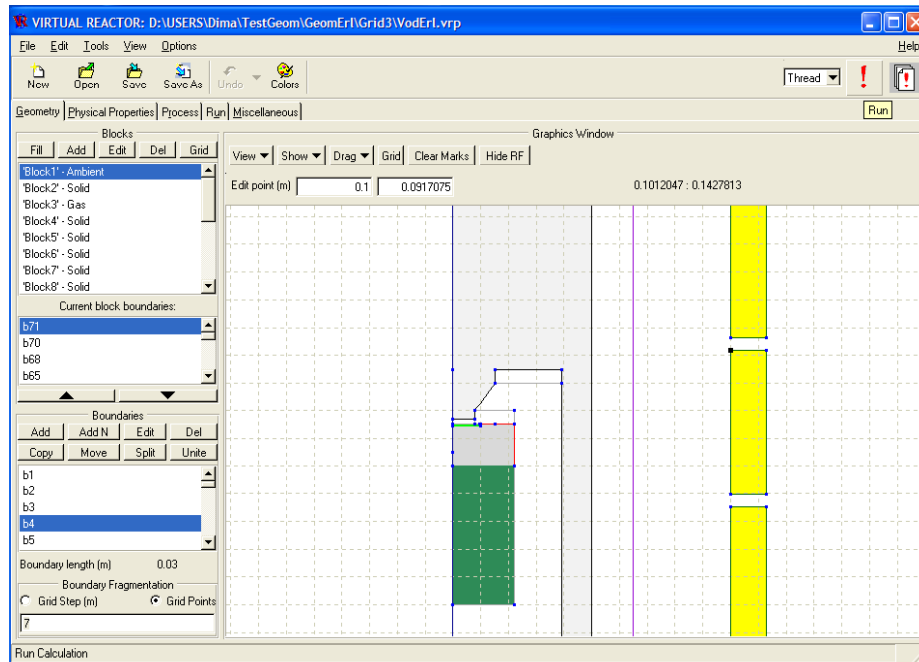 VIRTUAL REACTOR: D:\USERS\Dima\TestGeom\GeomErl\Grid3\VodErl.vrp
File Edit Tools View Options Help
New Open Save Save As Undo Colors Thread
Geometry Physical Properties Process Run Miscellaneous Run
Blocks
Fill Add Edit Del Grid
'Block1' - Ambient
'Block2' - Solid
'Block3' - Gas
'Block4' - Solid
'Block5' - Solid
'Block6' - Solid
'Block7' - Solid
'Block8' - Solid
Current block boundaries:
b71
b70
b68
b65
Boundaries
Add Add N Edit Del
Copy Move Split Unite
b1
b2
b3
b4
b5
Boundary length (m) 0.03
Boundary Fragmentation
Grid Step (m) Grid Points
7
Graphics Window
View Show Drag Grid Clear Marks Hide RF
Edit point (m) 0.1 0.0917075 0.1012047 : 0.1427813
Run Calculation